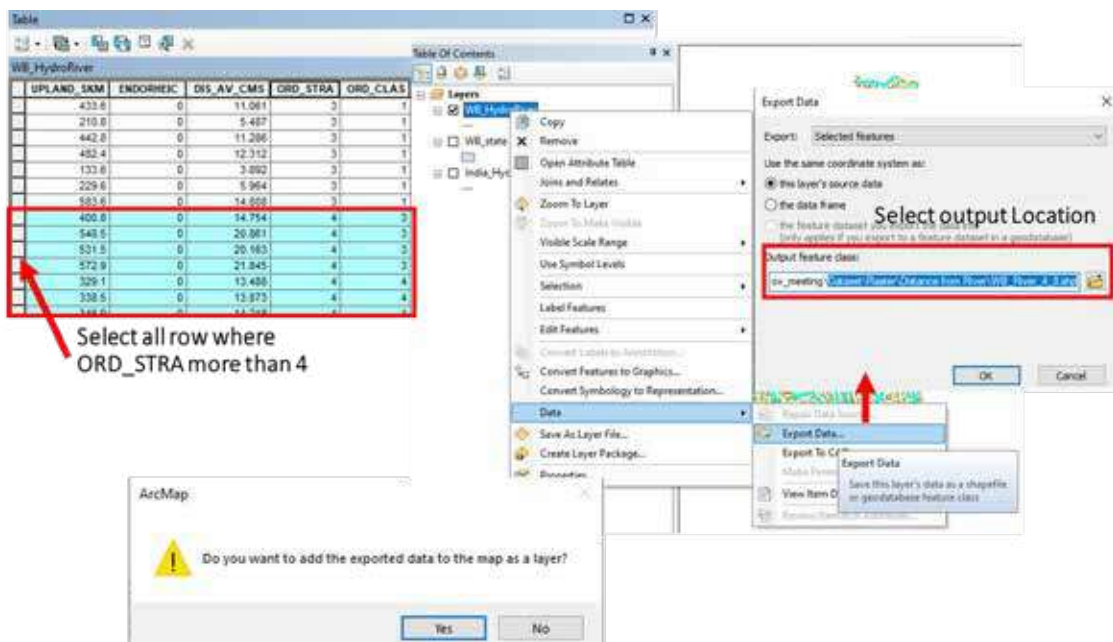 Table
WB_HydroRiver
UPLAND_SKM ENDORHEIC DIS_AV_CMS ORD_STRA ORD_CLAS
433.6 0 11.061 3 1
210.8 0 5.487 3 1
442.8 0 11.286 3 1
482.4 0 12.312 3 1
133.6 0 3.892 3 1
229.6 0 5.964 3 1
583.6 0 14.608 3 1
400.8 0 14.754 4 3
548.5 0 20.861 4 3
531.5 0 20.163 4 3
572.9 0 21.845 4 3
329.1 0 13.488 4 4
338.5 0 13.873 4 4
Select all row where
ORD_STRA more than 4
Table Of Contents
Layers
WB_HydroRiver
WB_state
India_Hyd
Copy
Remove
Open Attribute Table
Joins and Relates
Zoom To Layer
Zoom To Make Visible
Visible Scale Range
Use Symbol Levels
Selection
Label Features
Edit Features
Convert Labels to Annotation...
Convert Features to Graphics...
Convert Symbology to Representation...
Data
Save As Layer File...
Create Layer Package...
Properties
Export Data...
Export To CAD
View Item D
Export Data
Save this layer's data as a shapefile
or geodatabase feature class
Export Data
Export: Selected features
Use the same coordinate system as:
this layer's source data
the data frame
the feature dataset you export the data into
(only applies if you export to a feature dataset in a geodatabase)
Select output Location
Output feature class:
OK Cancel
ArcMap
Do you want to add the exported data to the map as a layer?
Yes No